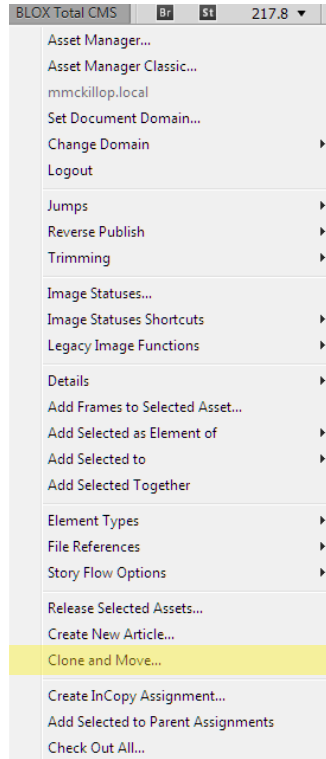 BLOX Total CMS Br St 217.8
Asset Manager...
Asset Manager Classic...
mmckillop.local
Set Document Domain...
Change Domain
Logout
Jumps
Reverse Publish
Trimming
Image Statuses...
Image Statuses Shortcuts
Legacy Image Functions
Details
Add Frames to Selected Asset...
Add Selected as Element of
Add Selected to
Add Selected Together
Element Types
File References
Story Flow Options
Release Selected Assets...
Create New Article...
Clone and Move...
Create InCopy Assignment...
Add Selected to Parent Assignments
Check Out All...